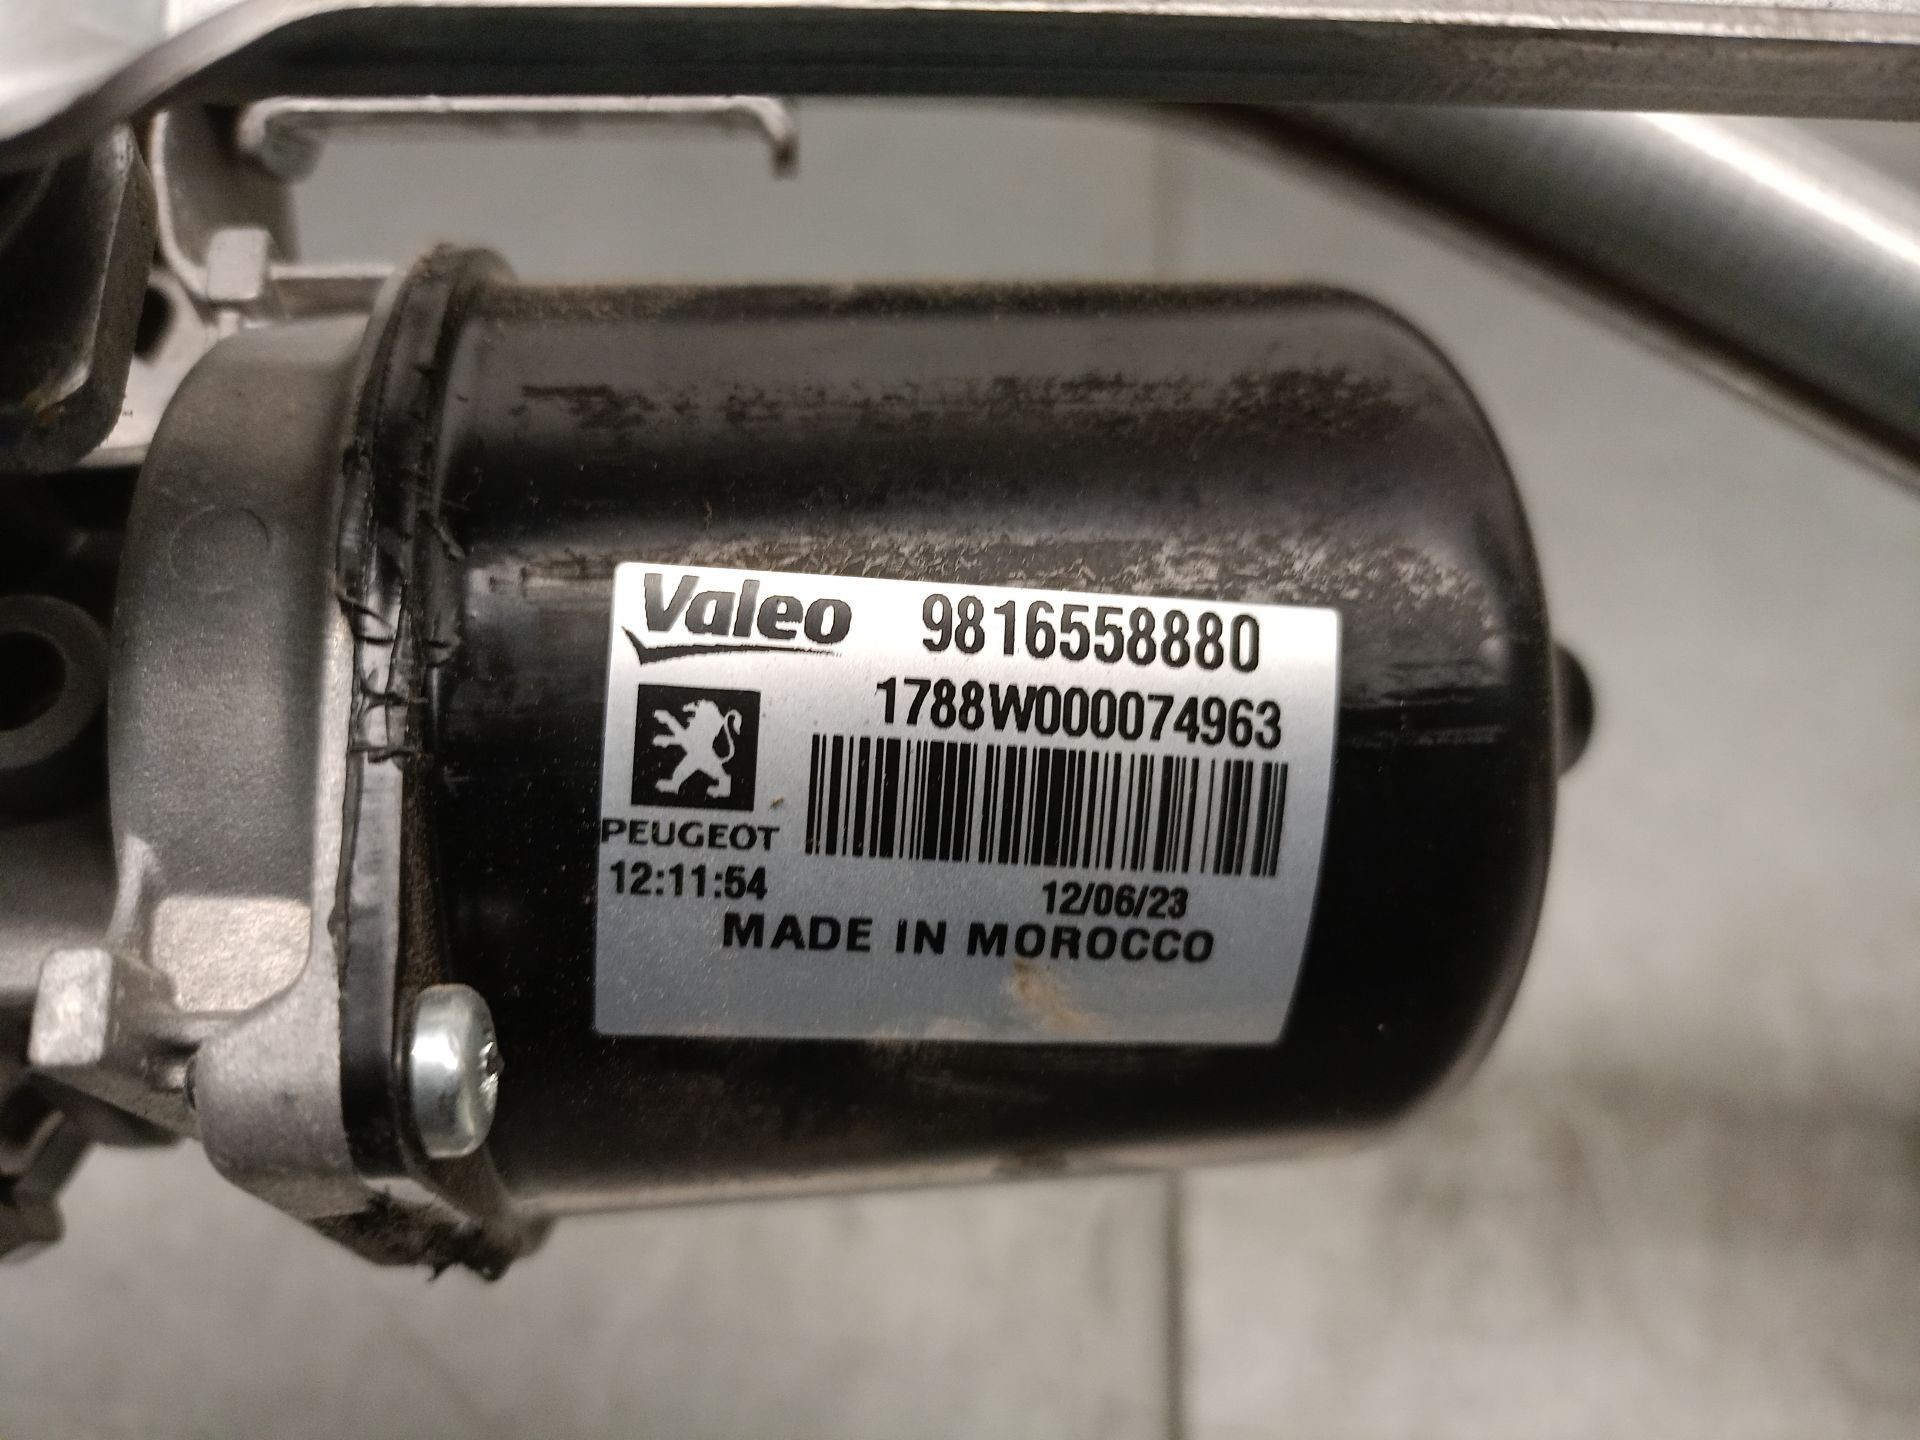 Valeo 9816558880
1788W000074963
PEUGEOT
12:11:54 12/06/23
MADE IN MOROCCO